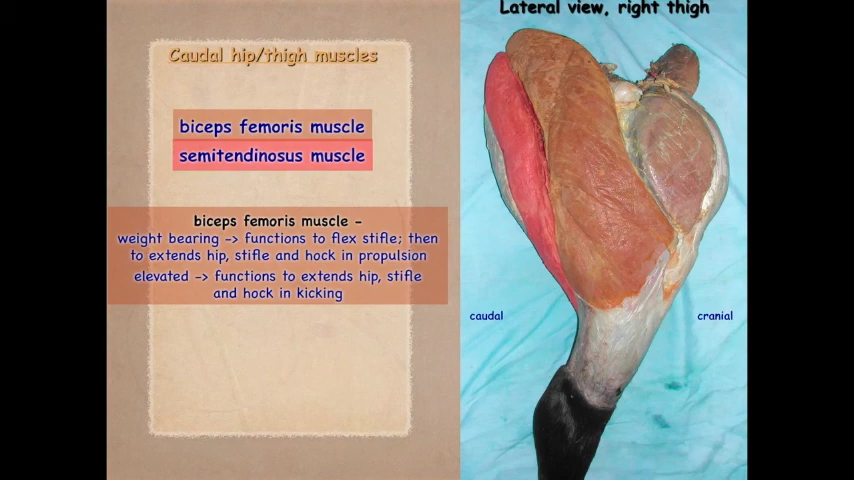 Lateral view, right thigh
Caudal hip/thigh muscles
biceps femoris muscle
semitendinosus muscle
biceps femoris muscle -
weight bearing -> functions to flex stifle; then
to extends hip, stifle and hock in propulsion
elevated -> functions to extends hip, stifle
and hock in kicking
caudal
cranial